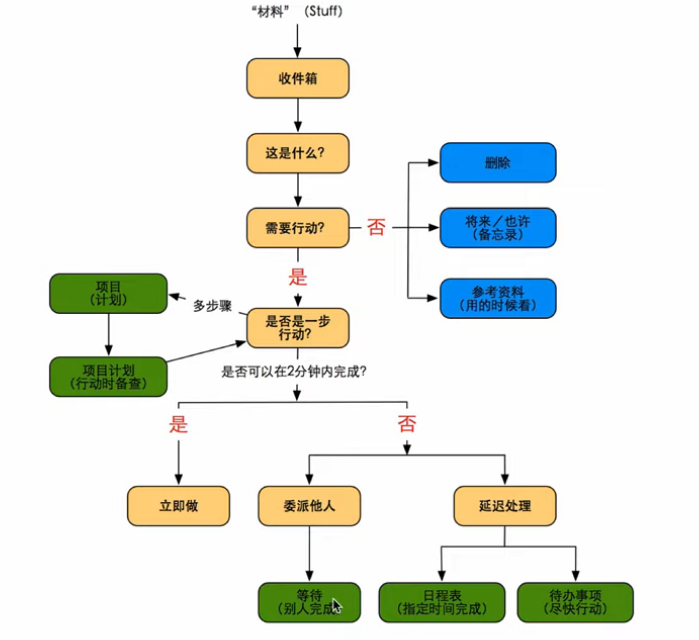 “材料” （Stuff）
收件箱
这是什么？
删除
需要行动？
否
将来／也许
（备忘录）
是
项目
（计划）
多步骤
参考资料
（用的时候看）
是否是一步
行动？
项目计划
（行动时备查）
是否可以在2分钟内完成？
是
否
立即做
委派他人
延迟处理
等待
（别人完成
日程表
（指定时间完成）
待办事项
（尽快行动）